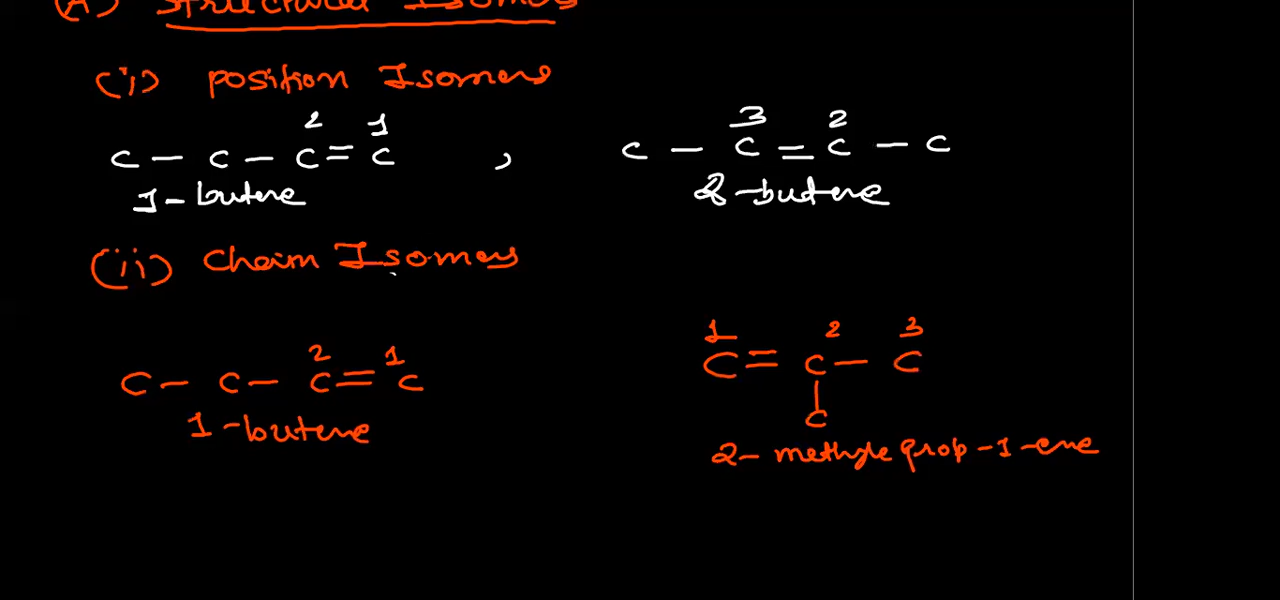 (A) Structural Isomers
(i) position Isomers
2 1 3 2
C - C - C = C , C - C = C - C
1-butene 2-butene
(ii) Chaim Isomers
2 1 1 2 3
C - C - C = C C = C - C
C
1-butene
2-methyle prop-1-ene